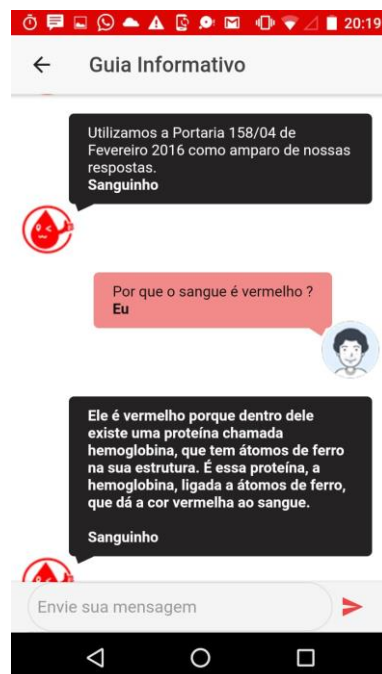 20:19
Guia Informativo
Utilizamos a Portaria 158/04 de
Fevereiro 2016 como amparo de nossas
respostas.
Sanguinho
Por que o sangue é vermelho ?
Eu
Ele é vermelho porque dentro dele
existe uma proteína chamada
hemoglobina, que tem átomos de ferro
na sua estrutura. É essa proteína, a
hemoglobina, ligada a átomos de ferro,
que dá a cor vermelha ao sangue.
Sanguinho
Envie sua mensagem